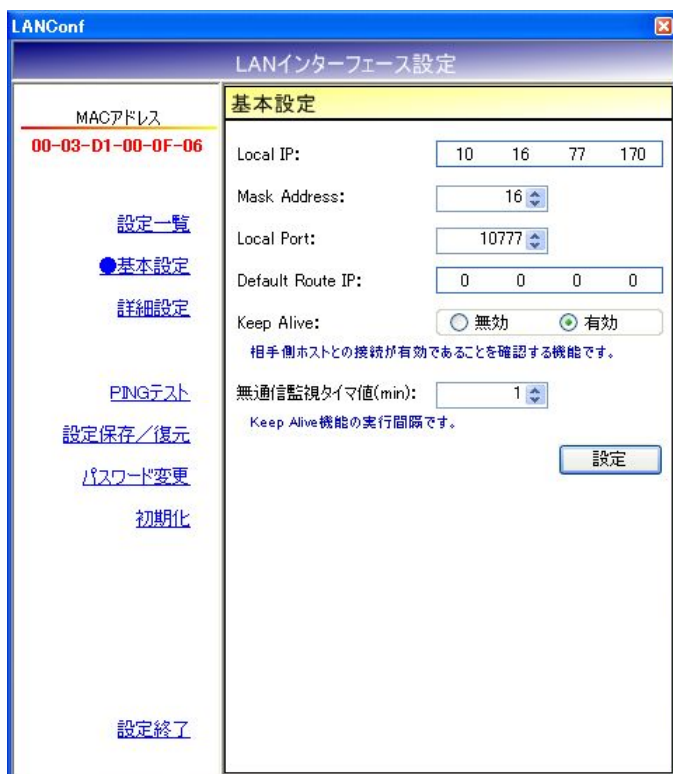 LANConf
LANインターフェース設定
MACアドレス
00-03-D1-00-0F-06
設定一覧
●基本設定
詳細設定
PINGテスト
設定保存／復元
パスワード変更
初期化
設定終了
基本設定
Local IP: 10 16 77 170
Mask Address: 16
Local Port: 10777
Default Route IP: 0 0 0 0
Keep Alive: 無効 有効
相手側ホストとの接続が有効であることを確認する機能です。
無通信監視タイマ値(min): 1
Keep Alive機能の実行間隔です。
設定